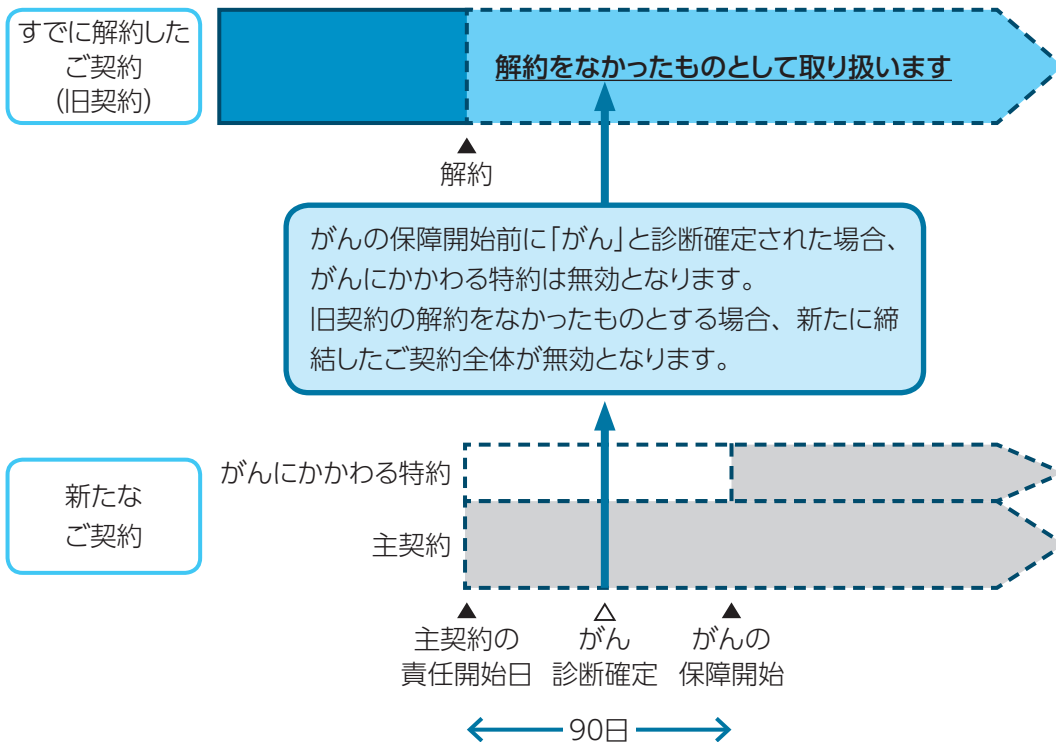 すでに解約した
ご契約
(旧契約)
解約をなかったものとして取り扱います
▲
解約
がんの保障開始前に「がん」と診断確定された場合、
がんにかかわる特約は無効となります。
旧契約の解約をなかったものとする場合、新たに締
結したご契約全体が無効となります。
新たな
ご契約
がんにかかわる特約
主契約
▲
主契約の
責任開始日
△
がん
診断確定
▲
がんの
保障開始
90日